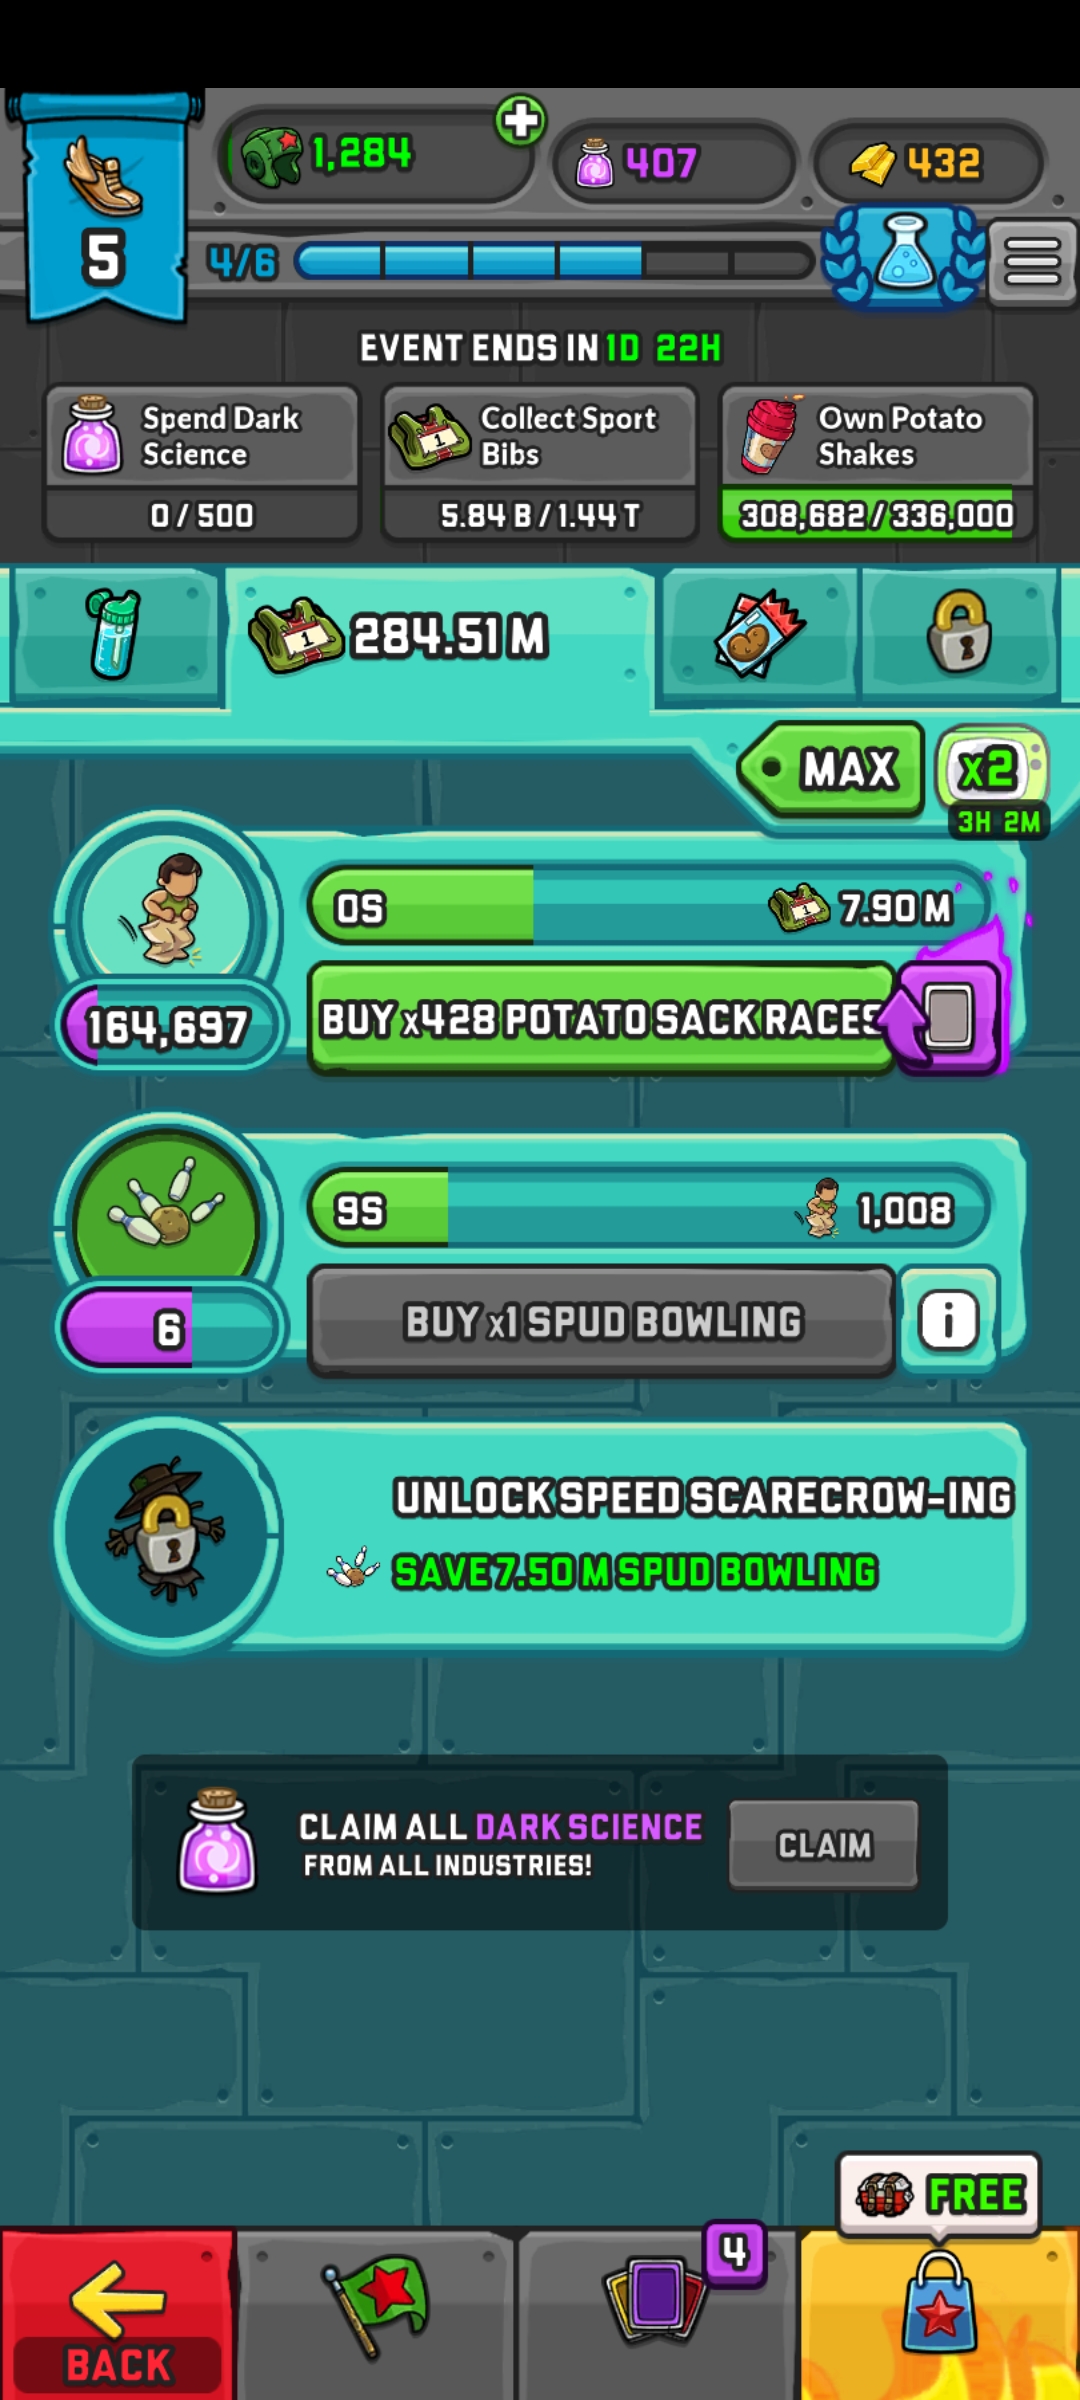 1,284
407
432
5
4/6
EVENT ENDS IN 1D 22H
Spend Dark Science
0 / 500
Collect Sport Bibs
5.84 B / 1.44 T
Own Potato Shakes
308,682 / 336,000
1
284.51 M
MAX
x2
3H 2M
0S
1
7.90 M
164,697
BUY x428 POTATO SACK RACES
9S
1,008
6
BUY x1 SPUD BOWLING
i
UNLOCK SPEED SCARECROW-ING
SAVE 7.50 M SPUD BOWLING
CLAIM ALL DARK SCIENCE
FROM ALL INDUSTRIES!
CLAIM
FREE
4
BACK